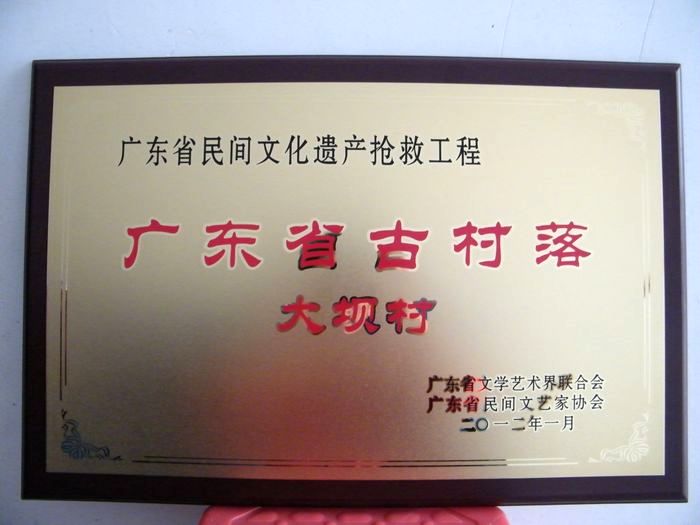 广东省民间文化遗产抢救工程
广东省古村落
大坝村
广东省文学艺术界联合会
广东省民间文艺家协会
二〇一二年一月